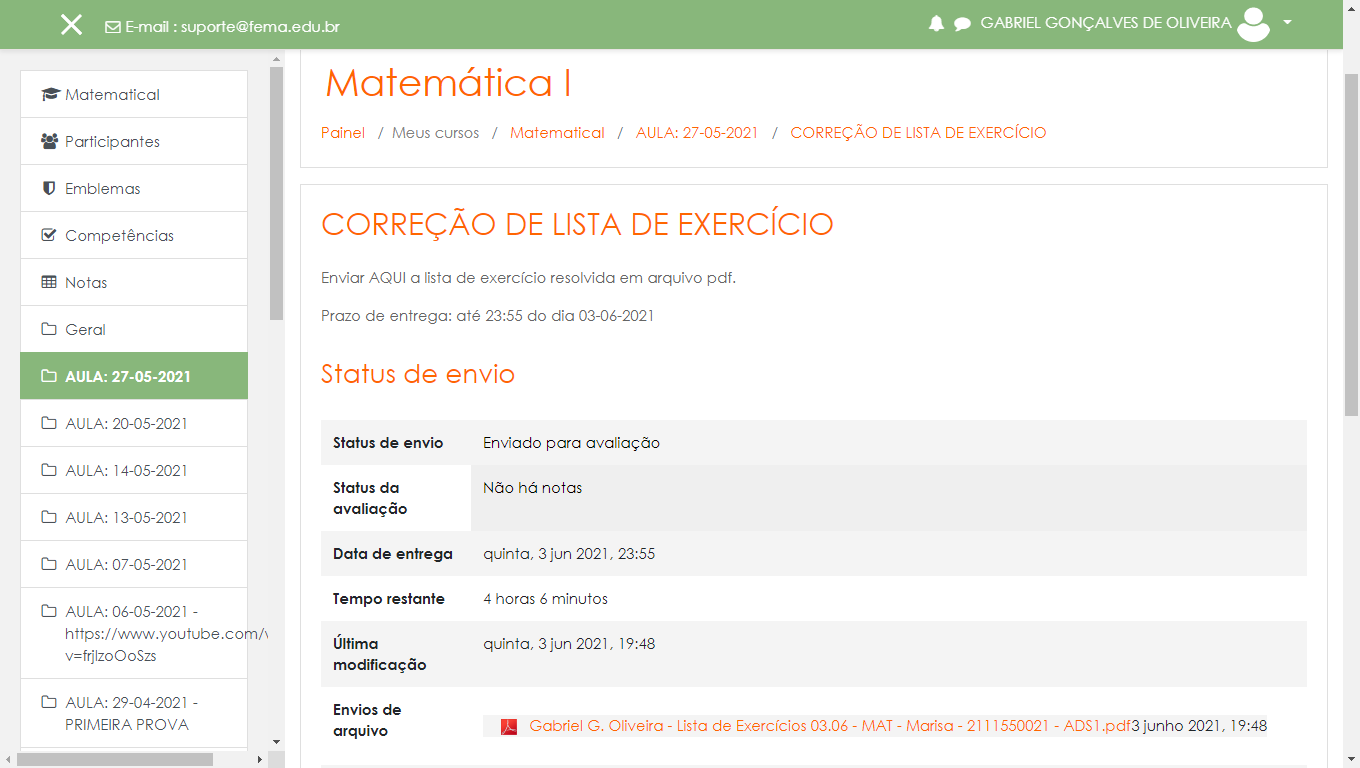 E-mail : suporte@fema.edu.br
GABRIEL GONÇALVES DE OLIVEIRA
Matematical
Participantes
Emblemas
Competências
Notas
Geral
AULA: 27-05-2021
AULA: 20-05-2021
AULA: 14-05-2021
AULA: 13-05-2021
AULA: 07-05-2021
AULA: 06-05-2021 -
https://www.youtube.com/
v=frjlzoOoSzs
AULA: 29-04-2021 -
PRIMEIRA PROVA
Matemática I
Painel / Meus cursos / Matematical / AULA: 27-05-2021 / CORREÇÃO DE LISTA DE EXERCÍCIO
CORREÇÃO DE LISTA DE EXERCÍCIO
Enviar AQUI a lista de exercício resolvida em arquivo pdf.
Prazo de entrega: até 23:55 do dia 03-06-2021
Status de envio
Status de envio Enviado para avaliação
Status da Não há notas
avaliação
Data de entrega quinta, 3 jun 2021, 23:55
Tempo restante 4 horas 6 minutos
Última quinta, 3 jun 2021, 19:48
modificação
Envios de
arquivo Gabriel G. Oliveira - Lista de Exercícios 03.06 - MAT - Marisa - 2111550021 - ADS1.pdf3 junho 2021, 19:48